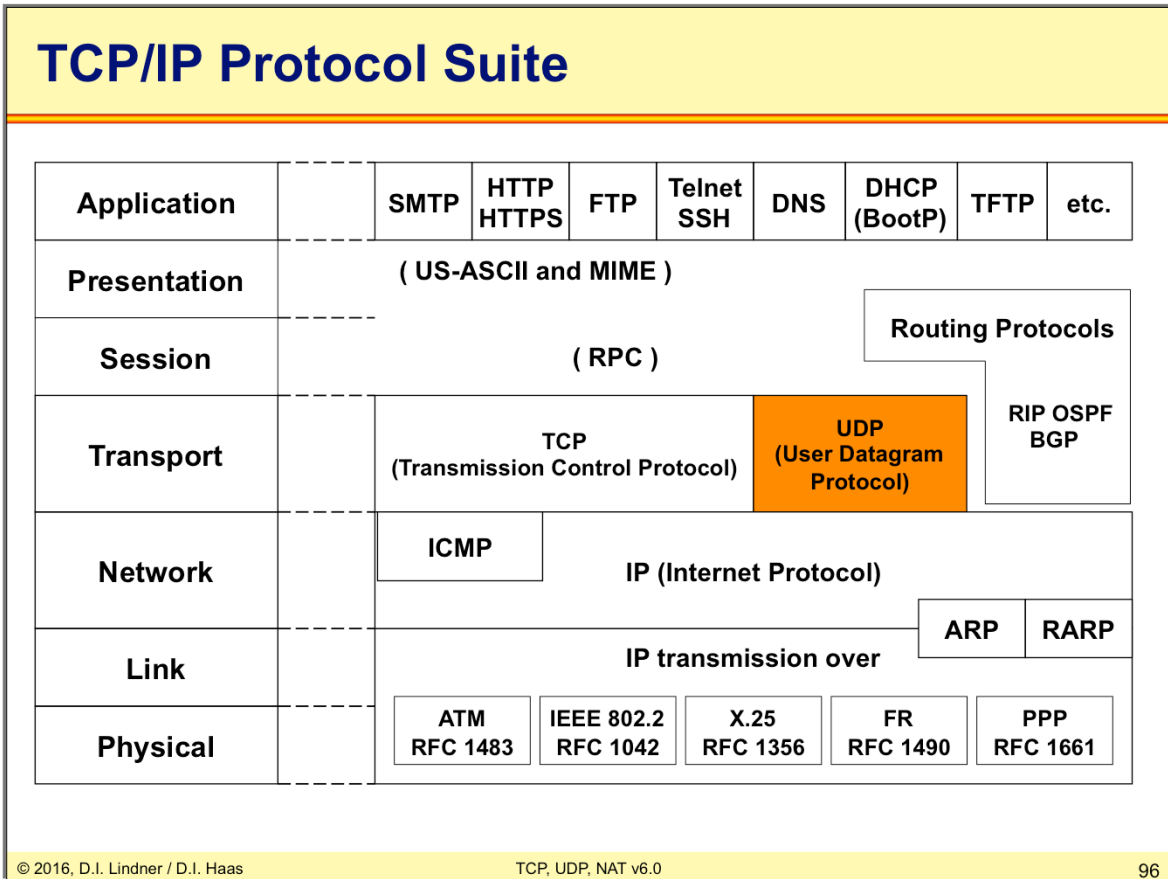 TCP/IP Protocol Suite
Application
SMTP
HTTP
HTTPS
FTP
Telnet
SSH
DNS
DHCP
(BootP)
TFTP
etc.
Presentation
( US-ASCII and MIME )
Session
( RPC )
Routing Protocols
RIP OSPF
BGP
Transport
TCP
(Transmission Control Protocol)
UDP
(User Datagram
Protocol)
Network
ICMP
IP (Internet Protocol)
ARP
RARP
Link
IP transmission over
Physical
ATM
RFC 1483
IEEE 802.2
RFC 1042
X.25
RFC 1356
FR
RFC 1490
PPP
RFC 1661
© 2016, D.I. Lindner / D.I. Haas
TCP, UDP, NAT v6.0
96